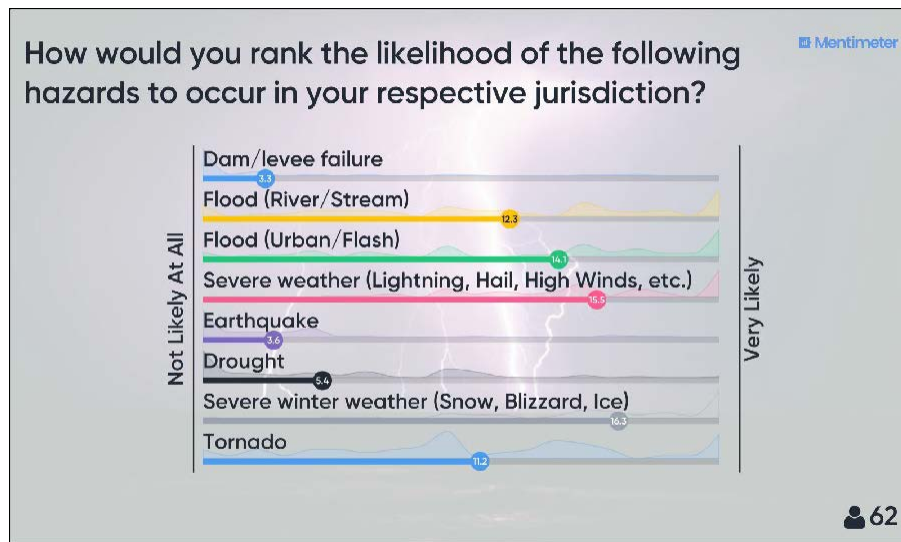 How would you rank the likelihood of the following
hazards to occur in your respective jurisdiction?
Mentimeter
Not Likely At All
Dam/levee failure
3.3
Flood (River/Stream)
12.3
Flood (Urban/Flash)
14.1
Severe weather (Lightning, Hail, High Winds, etc.)
15.5
Earthquake
3.6
Drought
5.4
Severe winter weather (Snow, Blizzard, Ice)
16.3
Tornado
11.2
Very Likely
62